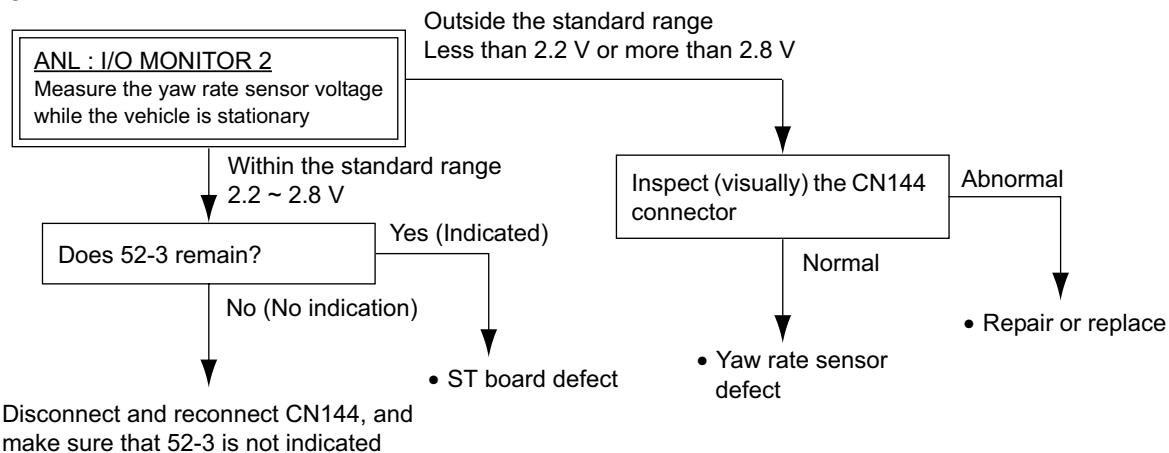 Outside the standard range
Less than 2.2 V or more than 2.8 V
ANL : I/O MONITOR 2
Measure the yaw rate sensor voltage
while the vehicle is stationary
Within the standard range
2.2 ~ 2.8 V
Inspect (visually) the CN144
connector
Abnormal
Does 52-3 remain?
Yes (Indicated)
Normal
No (No indication)
• Repair or replace
• Yaw rate sensor
defect
• ST board defect
Disconnect and reconnect CN144, and
make sure that 52-3 is not indicated